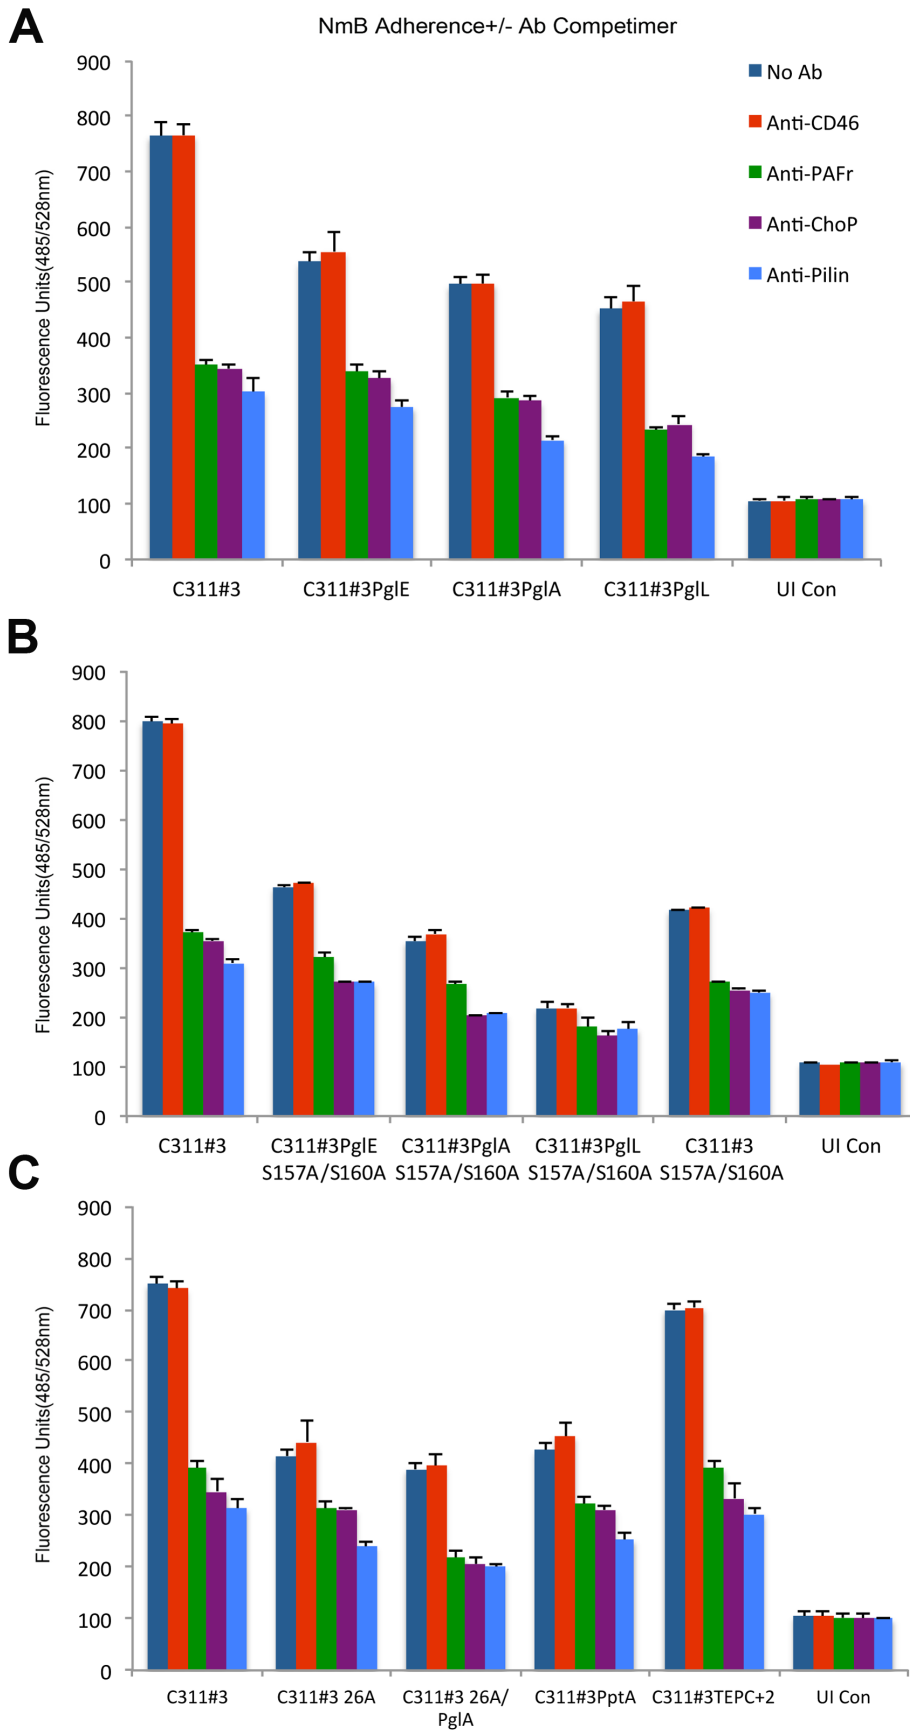 A
NmB Adherence+/- Ab Competimer
Fluorescence Units(485/528nm)
900
800
700
600
500
400
300
200
100
0
No Ab
Anti-CD46
Anti-PAFr
Anti-ChoP
Anti-Pilin
C311#3 C311#3PglE C311#3PglA C311#3PglL UI Con
B
Fluorescence Units(485/528nm)
900
800
700
600
500
400
300
200
100
0
C311#3 C311#3PglE C311#3PglA C311#3PglL C311#3 UI Con
S157A/S160A S157A/S160A S157A/S160A S157A/S160A
C
Fluorescence Units(485/528nm)
900
800
700
600
500
400
300
200
100
0
C311#3 C311#3 26A C311#3 26A/ C311#3PptA C311#3TEPC+2 UI Con
PglA